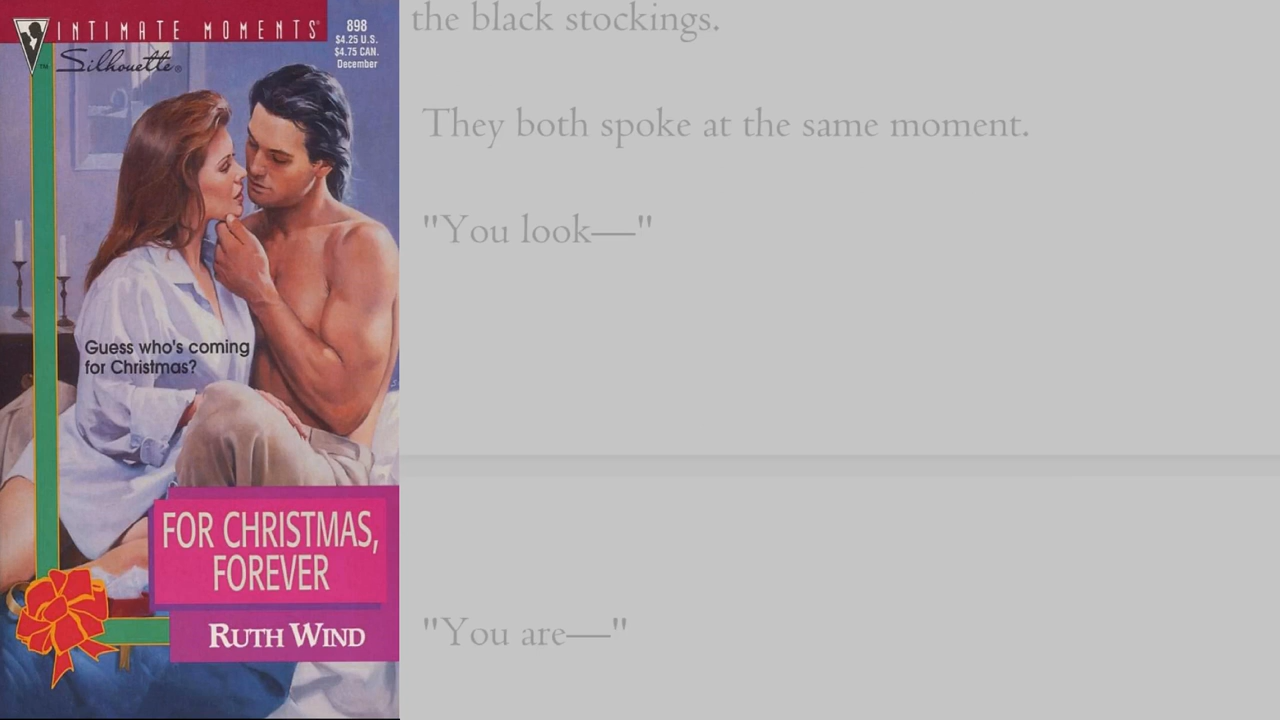 INTIMATE MOMENTS®
Silhouette®
TM
898
$4.25 U.S.
$4.75 CAN.
December
Guess who's coming
for Christmas?
FOR CHRISTMAS,
FOREVER
RUTH WIND
the black stockings.
They both spoke at the same moment.
"You look—"
"You are—"